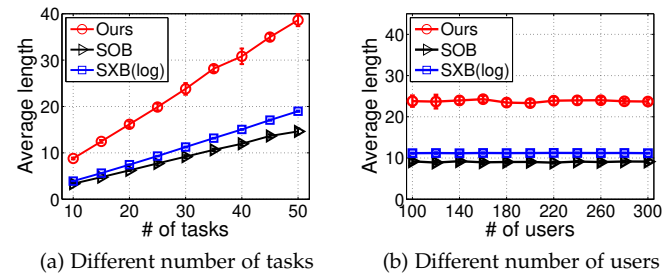 Average length
40
30
20
10
0
Ours
SOB
SXB(log)
10 20 30 40 50
# of tasks
(a) Different number of tasks
Average length
40
30
20
10
0
Ours
SOB
SXB(log)
100 140 180 220 260 300
# of users
(b) Different number of users